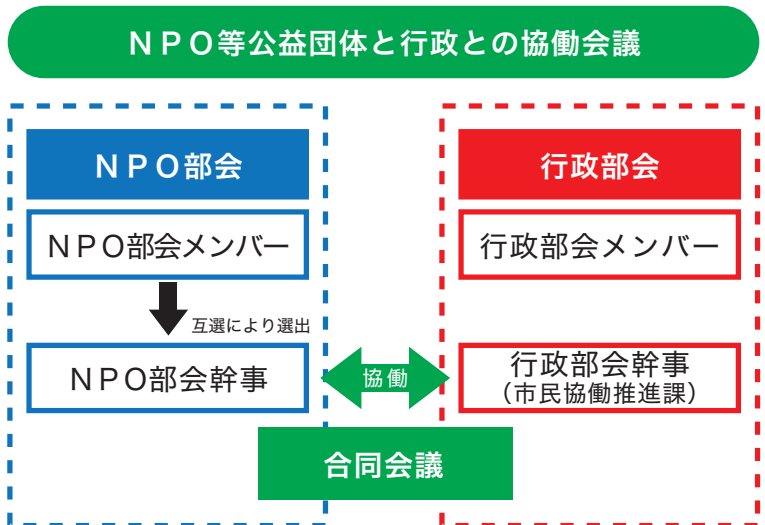 ＮＰＯ等公益団体と行政との協働会議
ＮＰＯ部会
ＮＰＯ部会メンバー
互選により選出
ＮＰＯ部会幹事
協働
行政部会
行政部会メンバー
行政部会幹事
（市民協働推進課）
合同会議